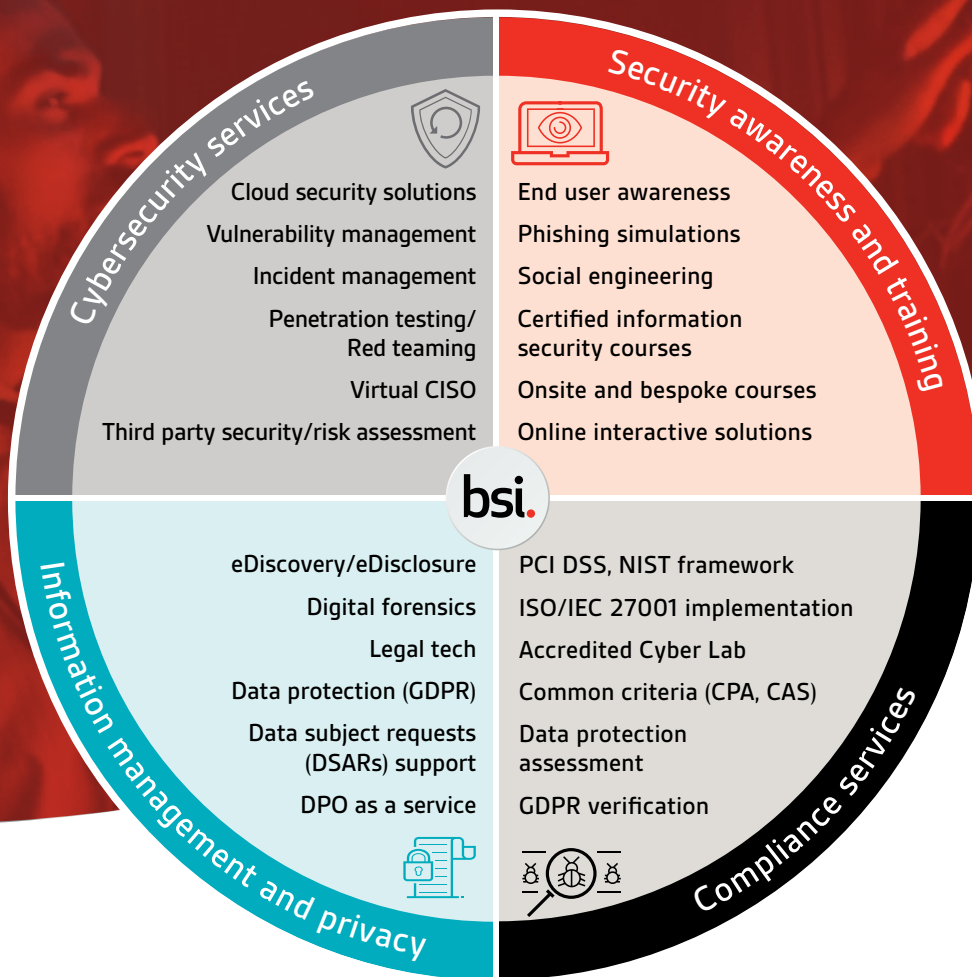 Cybersecurity services
Cloud security solutions
Vulnerability management
Incident management
Penetration testing/
Red teaming
Virtual CISO
Third party security/risk assessment
Security awareness and training
End user awareness
Phishing simulations
Social engineering
Certified information
security courses
Onsite and bespoke courses
Online interactive solutions
bsi.
Information management and privacy
eDiscovery/eDisclosure
Digital forensics
Legal tech
Data protection (GDPR)
Data subject requests
(DSARs) support
DPO as a service
Compliance services
PCI DSS, NIST framework
ISO/IEC 27001 implementation
Accredited Cyber Lab
Common criteria (CPA, CAS)
Data protection
assessment
GDPR verification